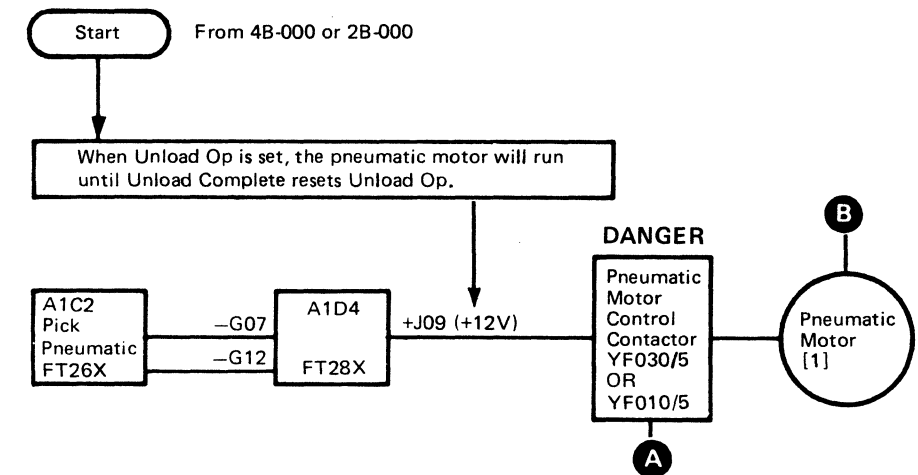 Start
From 4B-000 or 2B-000
When Unload Op is set, the pneumatic motor will run
until Unload Complete resets Unload Op.
B
DANGER
A1C2
Pick
Pneumatic
FT26X
—G07
—G12
A1D4
FT28X
+J09 (+12V)
Pneumatic
Motor
Control
Contactor
YF030/5
OR
YF010/5
Pneumatic
Motor
[1]
A